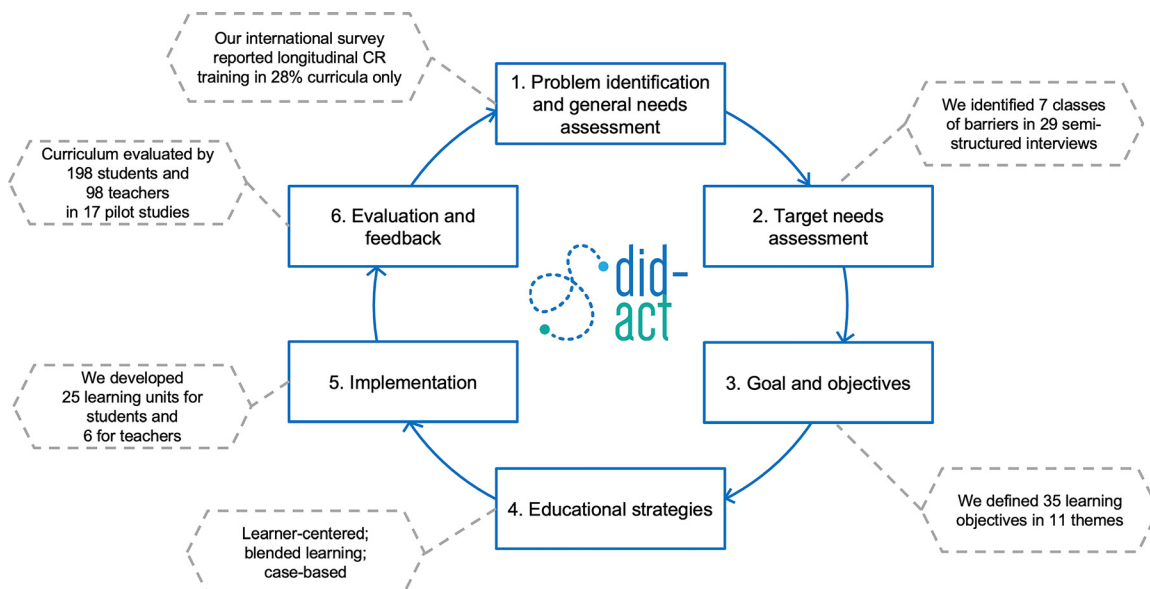 Our international survey
reported longitudinal CR
training in 28% curricula only
1. Problem identification
and general needs
assessment
We identified 7 classes
of barriers in 29 semi-
structured interviews
2. Target needs
assessment
3. Goal and objectives
We defined 35 learning
objectives in 11 themes
4. Educational strategies
Learner-centered;
blended learning;
case-based
5. Implementation
We developed
25 learning units for
students and
6 for teachers
6. Evaluation and
feedback
Curriculum evaluated by
198 students and
98 teachers
in 17 pilot studies
did-
act